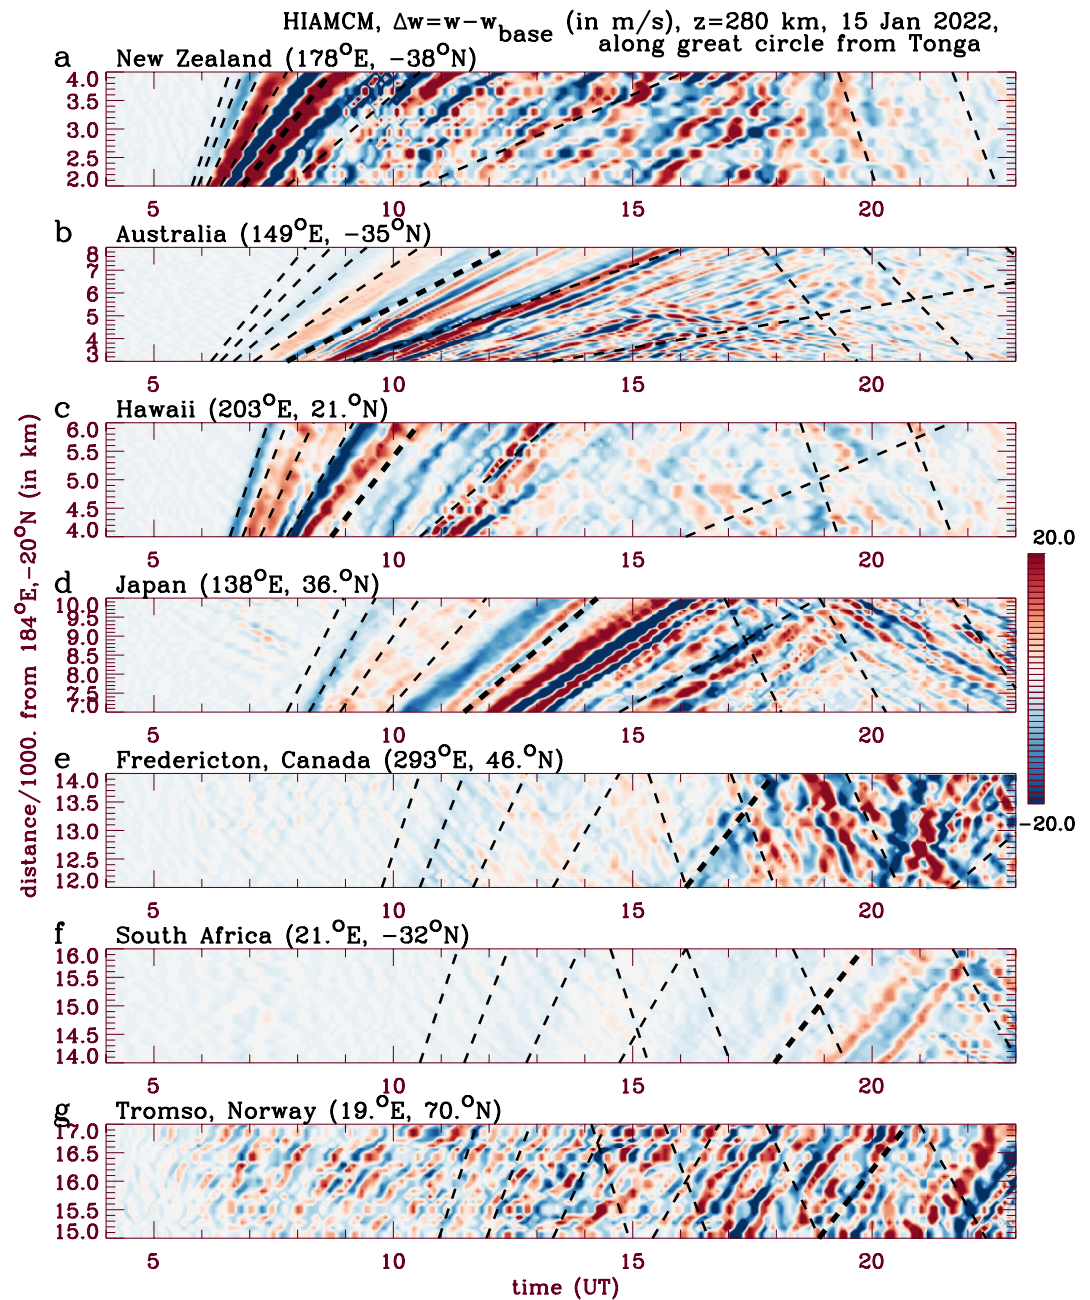 HIAMCM, Δw=w−w_base (in m/s), z=280 km, 15 Jan 2022,
along great circle from Tonga
a New Zealand (178°E, −38°N)
4.0
3.5
3.0
2.5
2.0
5 10 15 20
b Australia (149°E, −35°N)
8
7
6
5
4
3
5 10 15 20
c Hawaii (203°E, 21.°N)
6.0
5.5
5.0
4.5
4.0
5 10 15 20
d Japan (138°E, 36.°N)
10.0
9.5
9.0
8.5
8.0
7.5
7.0
5 10 15 20
e Fredericton, Canada (293°E, 46.°N)
14.0
13.5
13.0
12.5
12.0
5 10 15 20
f South Africa (21.°E, −32°N)
16.0
15.5
15.0
14.5
14.0
5 10 15 20
g Tromso, Norway (19.°E, 70.°N)
17.0
16.5
16.0
15.5
15.0
5 10 15 20
time (UT)
distance/1000. from 184°E,−20°N (in km)
20.0
−20.0